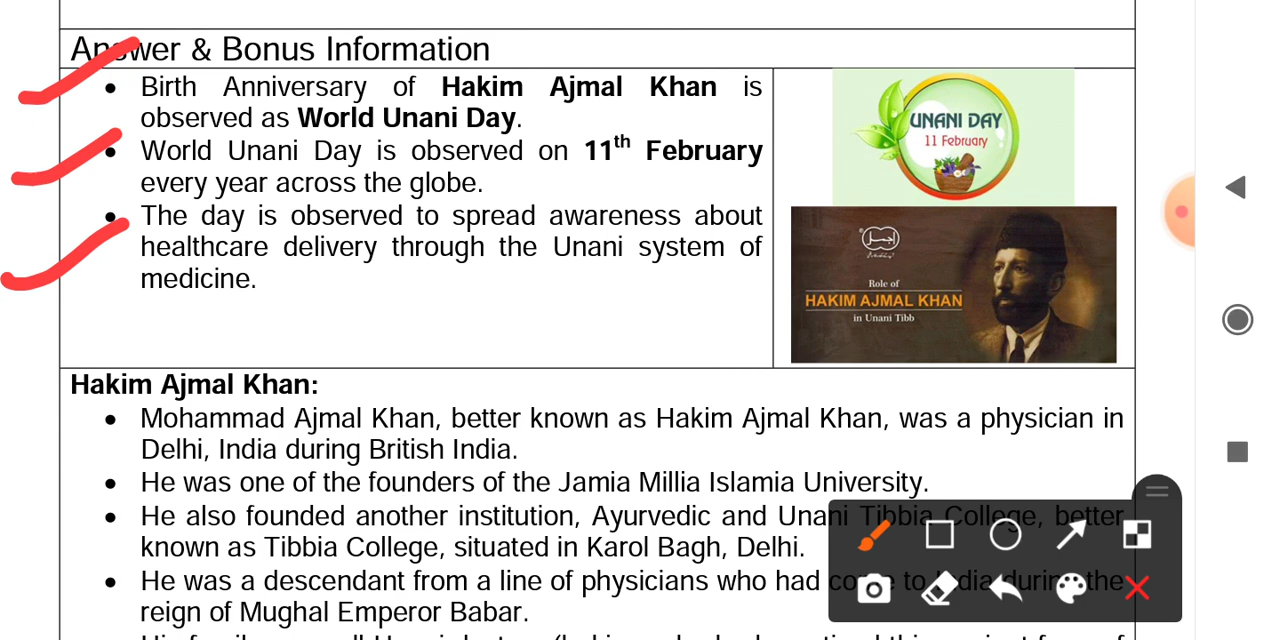 Answer & Bonus Information
• Birth Anniversary of Hakim Ajmal Khan is
observed as World Unani Day.
• World Unani Day is observed on 11th February
every year across the globe.
• The day is observed to spread awareness about
healthcare delivery through the Unani system of
medicine.
UNANI DAY
11 February
اجمل
Role of
HAKIM AJMAL KHAN
in Unani Tibb
Hakim Ajmal Khan:
• Mohammad Ajmal Khan, better known as Hakim Ajmal Khan, was a physician in
Delhi, India during British India.
• He was one of the founders of the Jamia Millia Islamia University.
• He also founded another institution, Ayurvedic and Unani Tibbia College, better
known as Tibbia College, situated in Karol Bagh, Delhi.
• He was a descendant from a line of physicians who had come to India during the
reign of Mughal Emperor Babar.